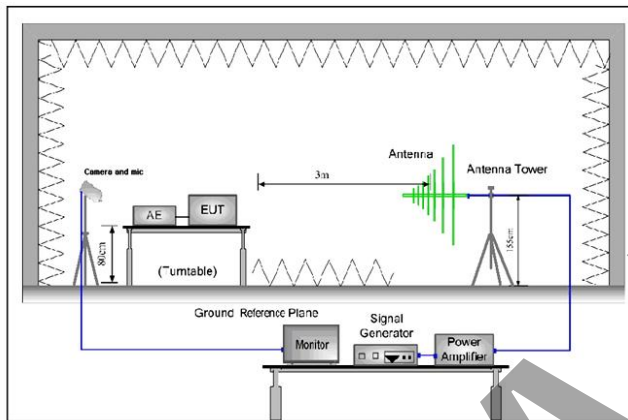 Antenna
Antenna Tower
3m
Camera and mic
AE
EUT
80cm
155cm
(Turntable)
Ground Reference Plane
Signal
Generator
Monitor
Power
Amplifier